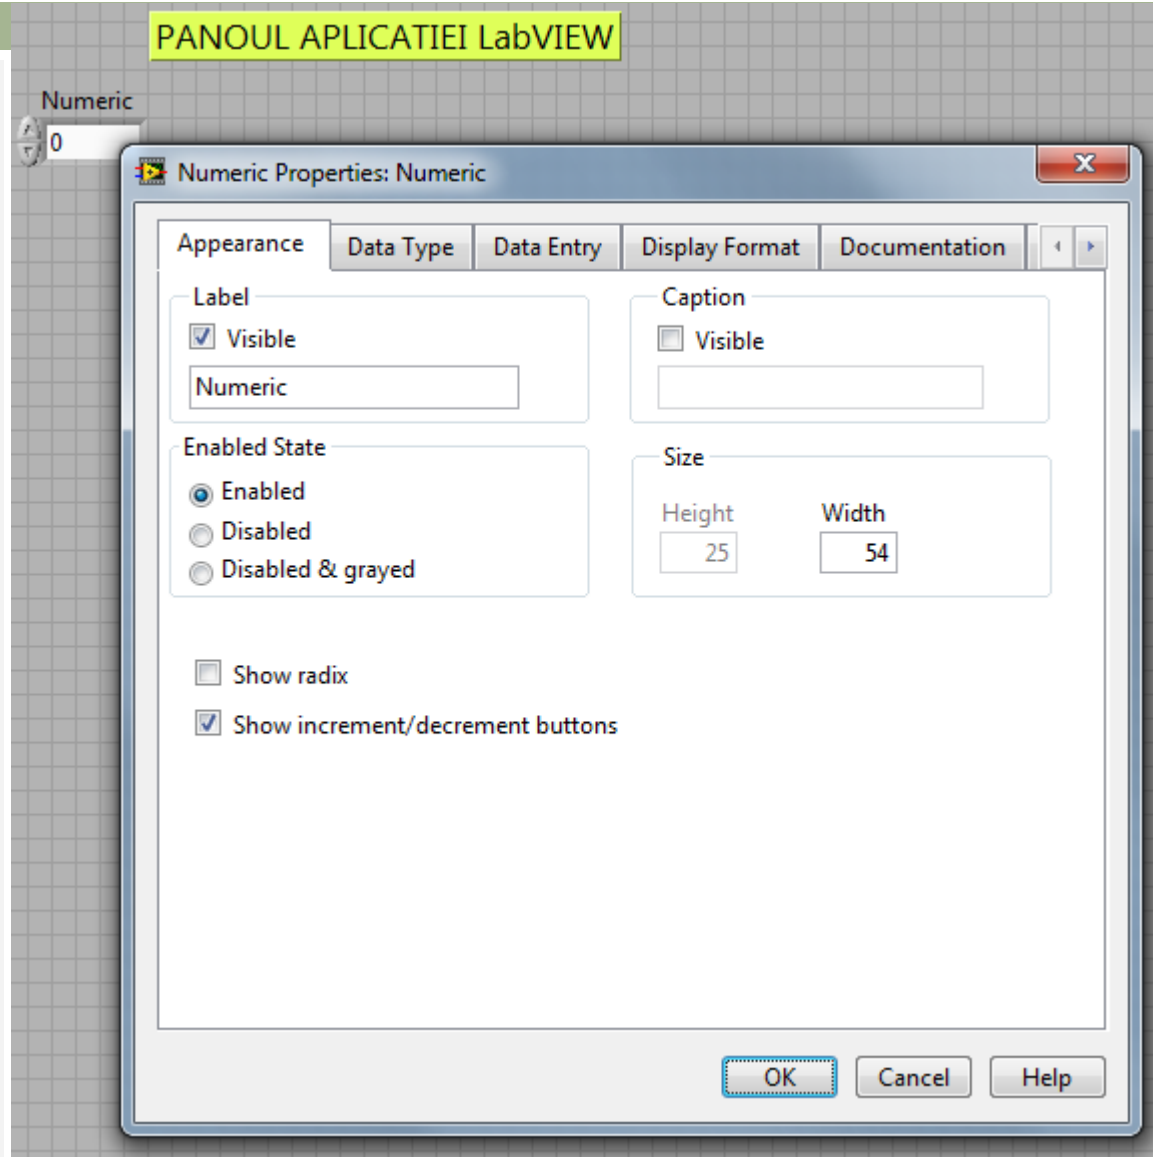 PANOUL APLICATIEI LabVIEW
Numeric
0
Numeric Properties: Numeric
Appearance Data Type Data Entry Display Format Documentation
Label Caption
Visible Visible
Numeric
Enabled State Size
Enabled Height Width
Disabled 25 54
Disabled & grayed
Show radix
Show increment/decrement buttons
OK Cancel Help